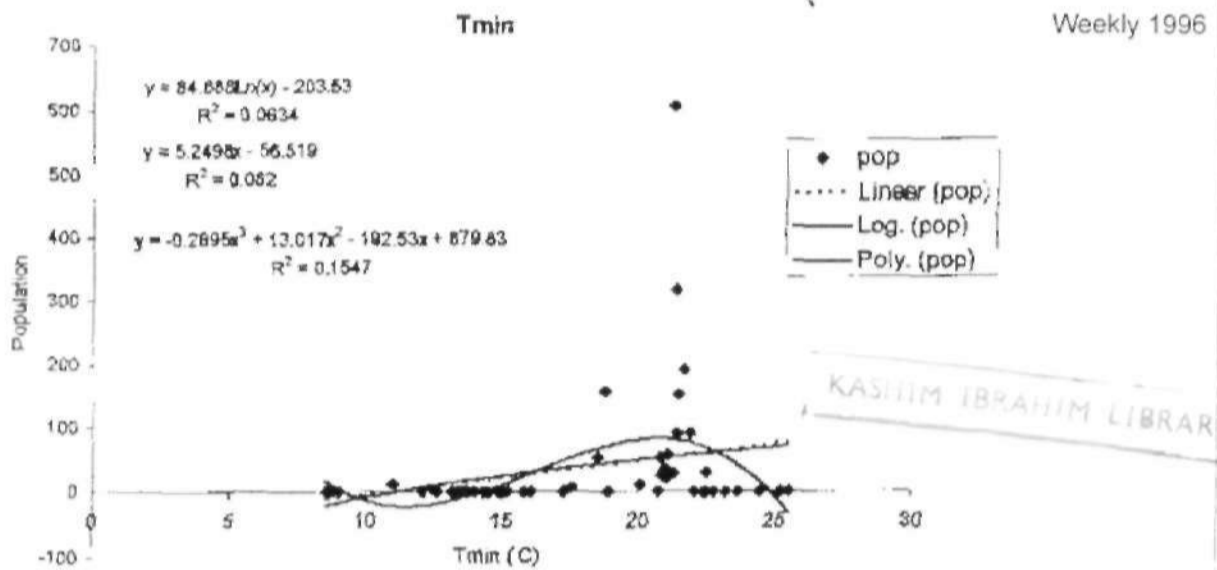 Tmin
Weekly 1996
700
y = 84.688Ln(x) - 203.53
R² = 0.0634
y = 5.2498x - 56.519
R² = 0.082
y = -0.2895x³ + 13.017x² - 192.53x + 879.83
R² = 0.1547
600
500
400
300
200
100
0
-100
Population
pop
Linear (pop)
Log. (pop)
Poly. (pop)
KASHIM IBRAHIM LIBRAR
0 5 10 15 20 25 30
Tmin (C)